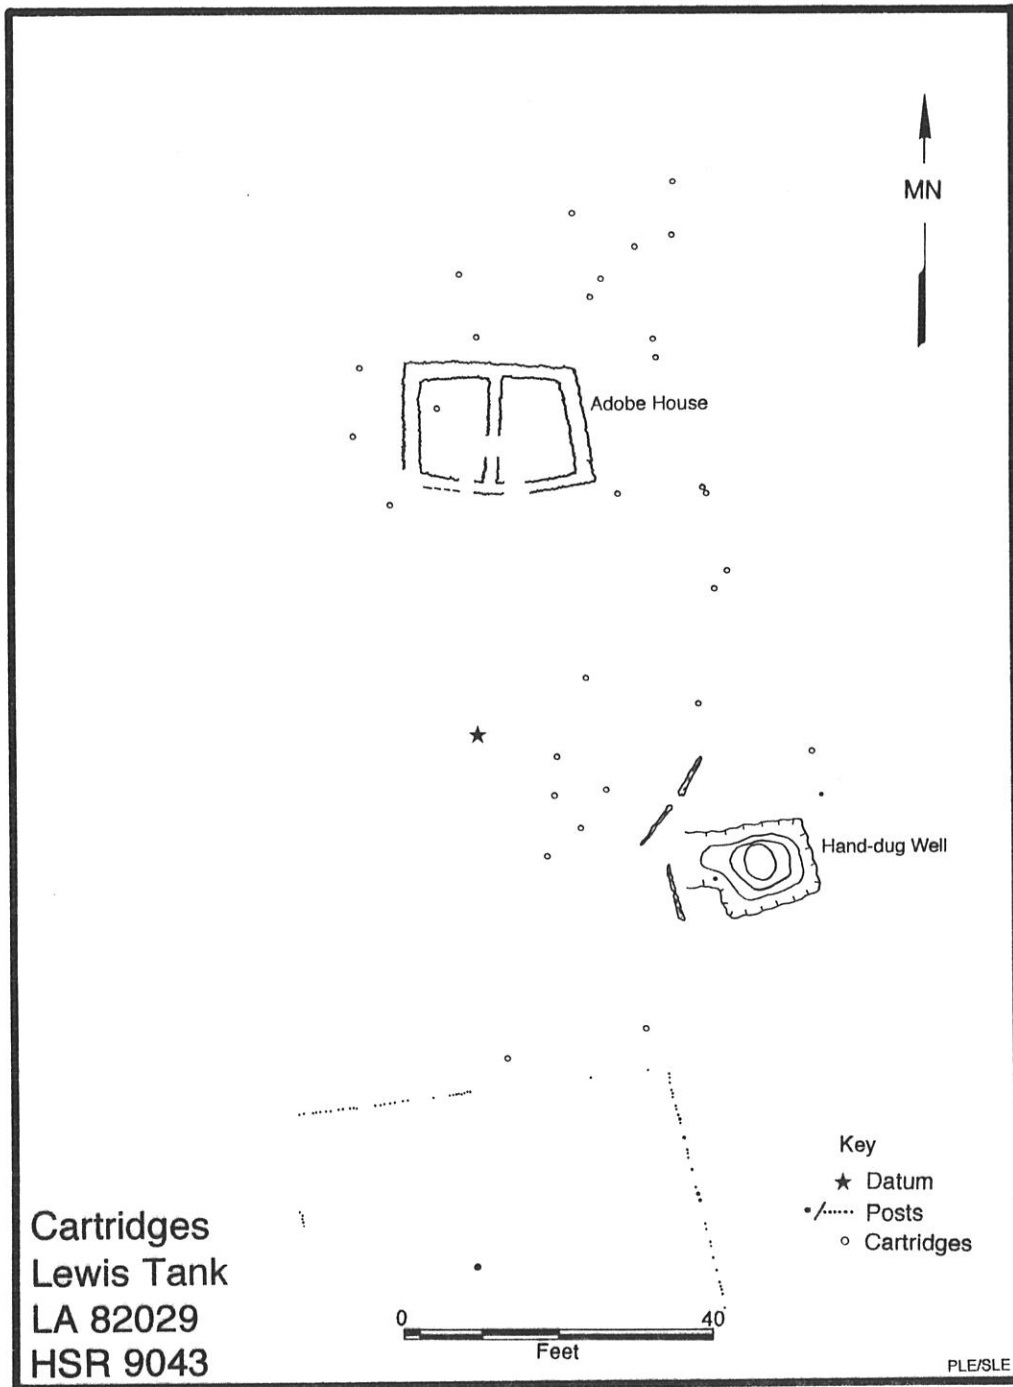 MN
Adobe House
Hand-dug Well
Key
Datum
Posts
Cartridges
Cartridges
Lewis Tank
LA 82029
HSR 9043
0 40
Feet
PLE/SLE